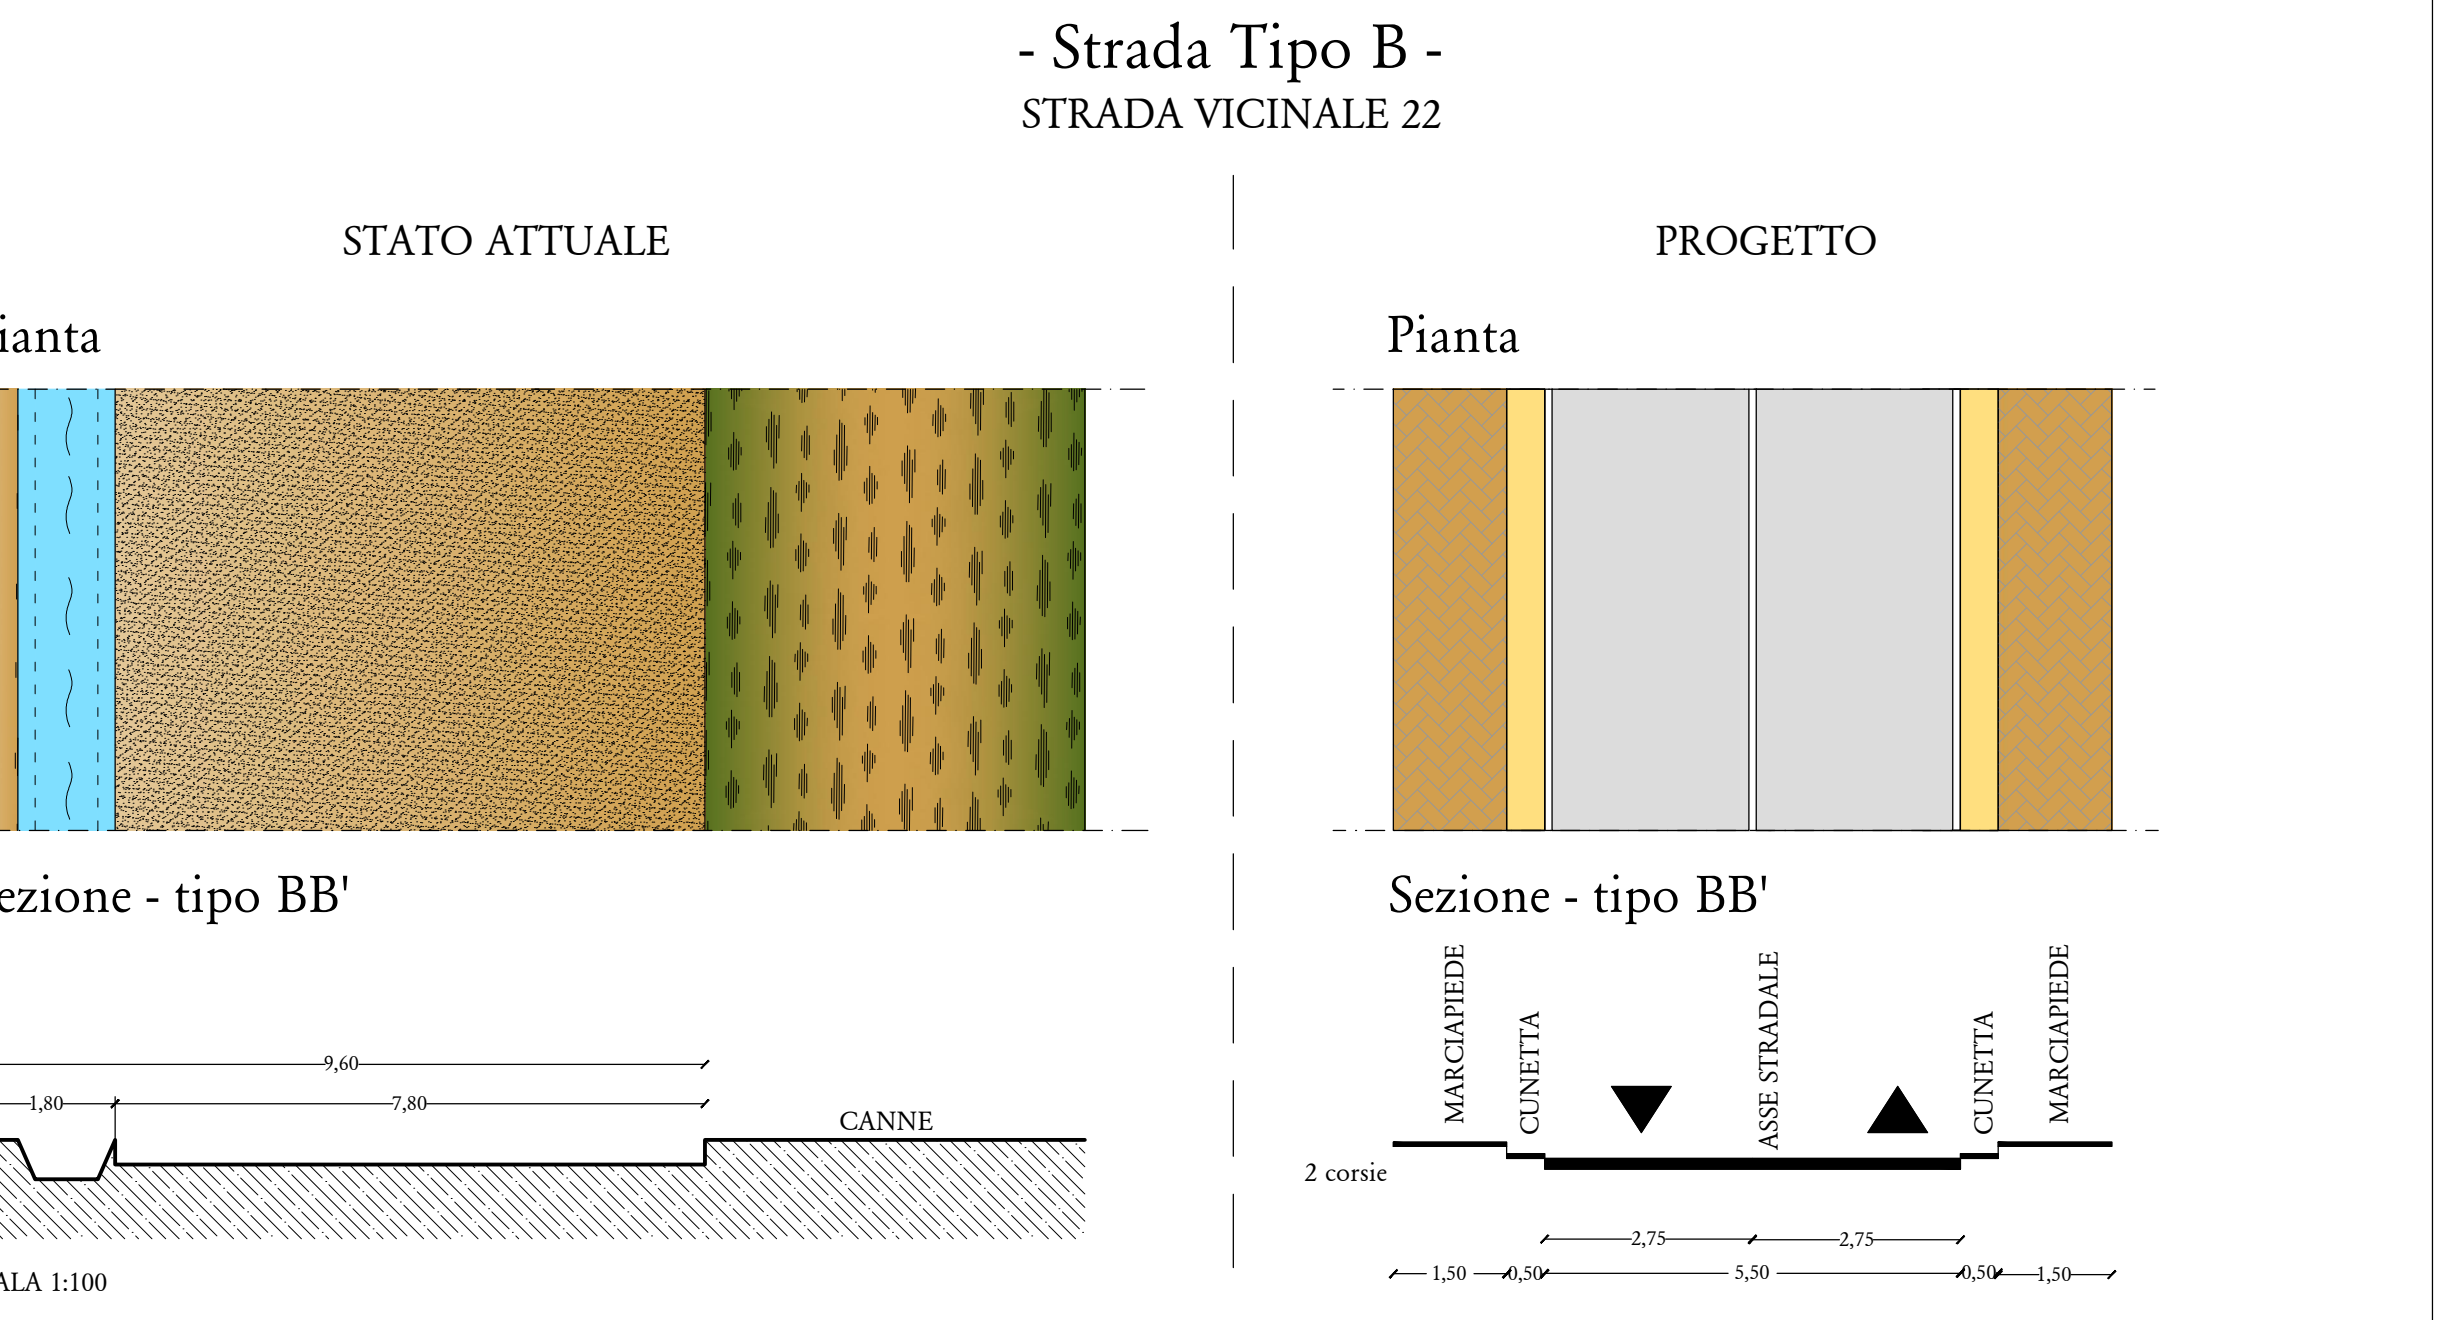 - Strada Tipo B -
STRADA VICINALE 22
STATO ATTUALE
PROGETTO
ianta
Pianta
ezione - tipo BB'
Sezione - tipo BB'
9,60
1,80
7,80
CANNE
ALA 1:100
MARCIAPIEDE
CUNETTA
ASSE STRADALE
CUNETTA
MARCIAPIEDE
2 corsie
2,75
2,75
1,50
0,50
5,50
0,50
1,50